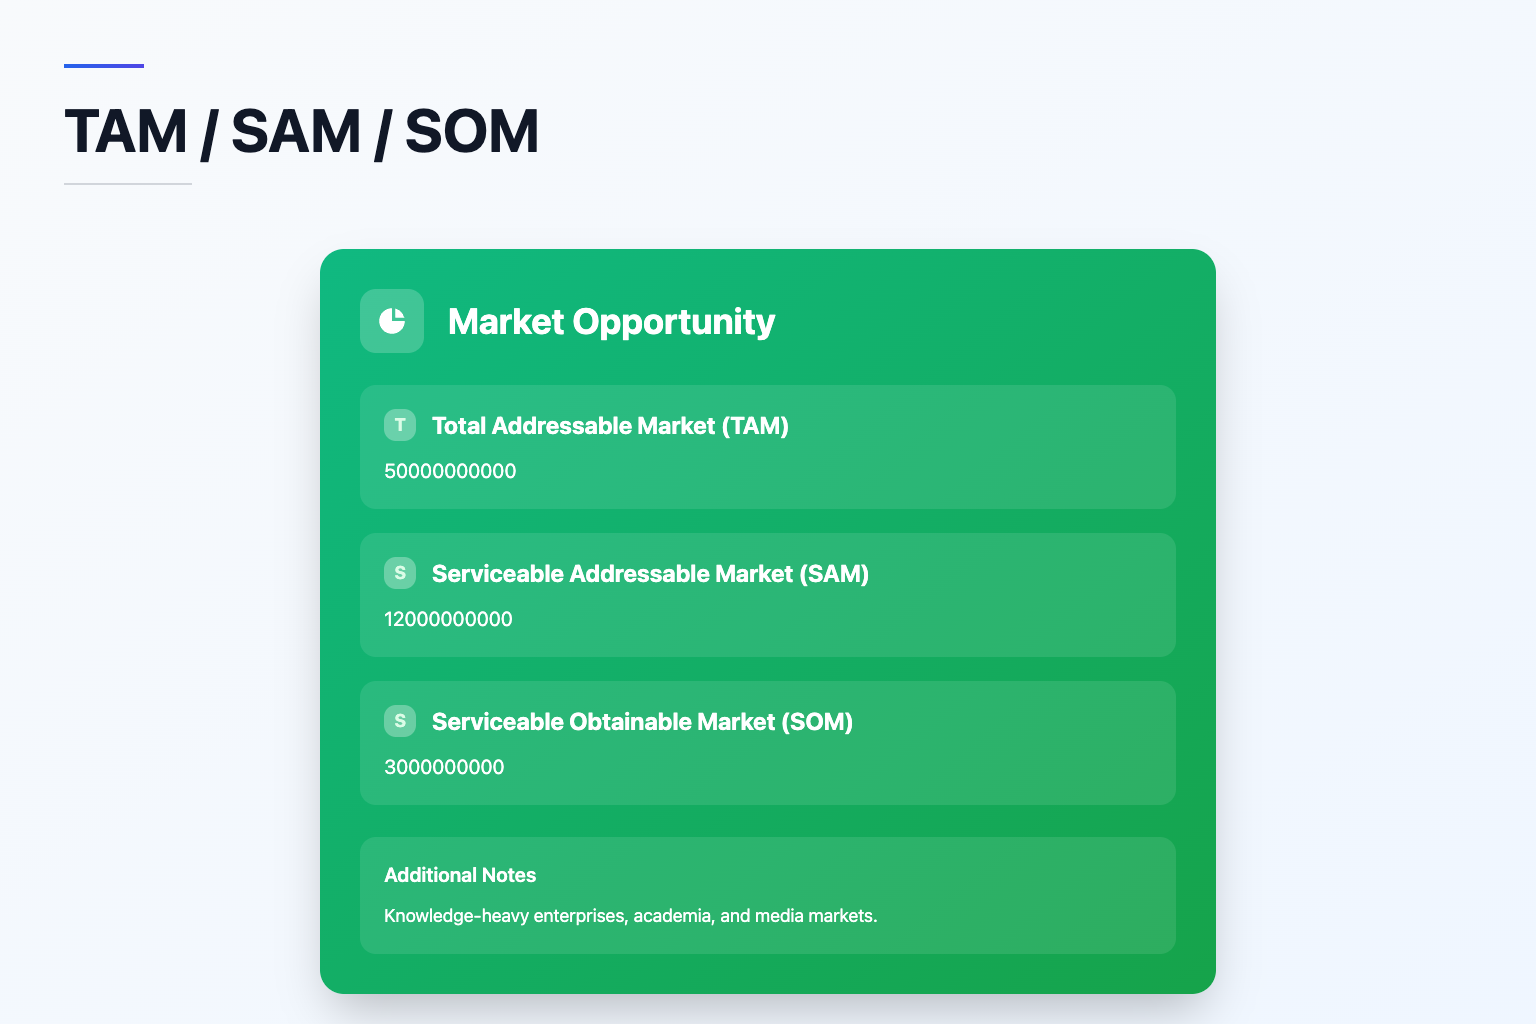 TAM / SAM / SOM
Market Opportunity
T Total Addressable Market (TAM)
50000000000
S Serviceable Addressable Market (SAM)
12000000000
S Serviceable Obtainable Market (SOM)
3000000000
Additional Notes
Knowledge-heavy enterprises, academia, and media markets.